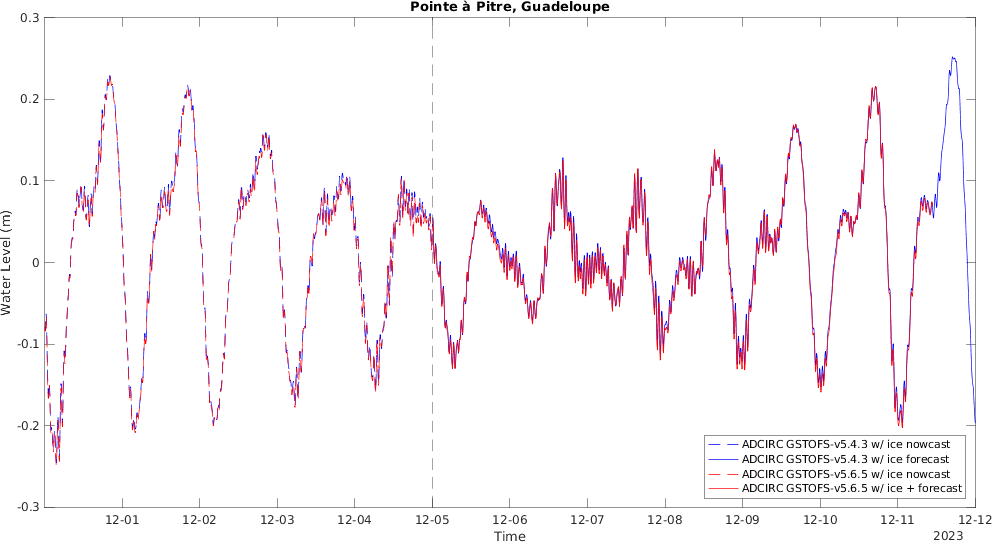 Pointe à Pitre, Guadeloupe
0.3
0.2
0.1
0
-0.1
-0.2
-0.3
Water Level (m)
12-01 12-02 12-03 12-04 12-05 12-06 12-07 12-08 12-09 12-10 12-11 12-12
Time
2023
ADCIRC GSTOFS-v5.4.3 w/ ice nowcast
ADCIRC GSTOFS-v5.4.3 w/ ice forecast
ADCIRC GSTOFS-v5.6.5 w/ ice nowcast
ADCIRC GSTOFS-v5.6.5 w/ ice + forecast